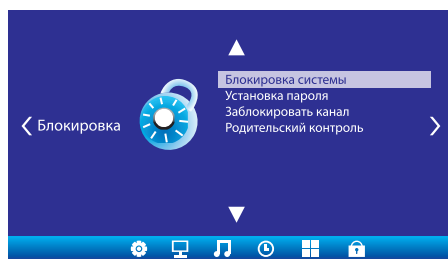 Блокировка
Блокировка системы
Установка пароля
Заблокировать канал
Родительский контроль